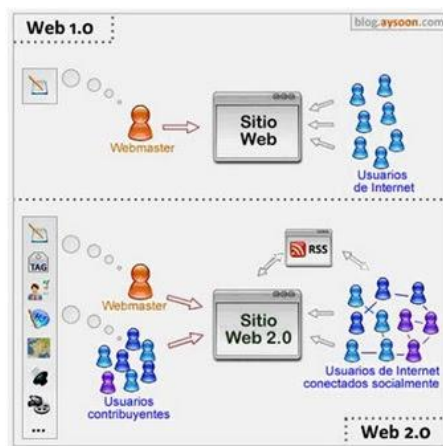 Web 1.0
blog.aysoon.com
Webmaster
Sitio
Web
Usuarios
de Internet
TAG
RSS
Webmaster
Sitio
Web 2.0
Usuarios
contribuyentes
Usuarios de Internet
conectados socialmente
...
Web 2.0